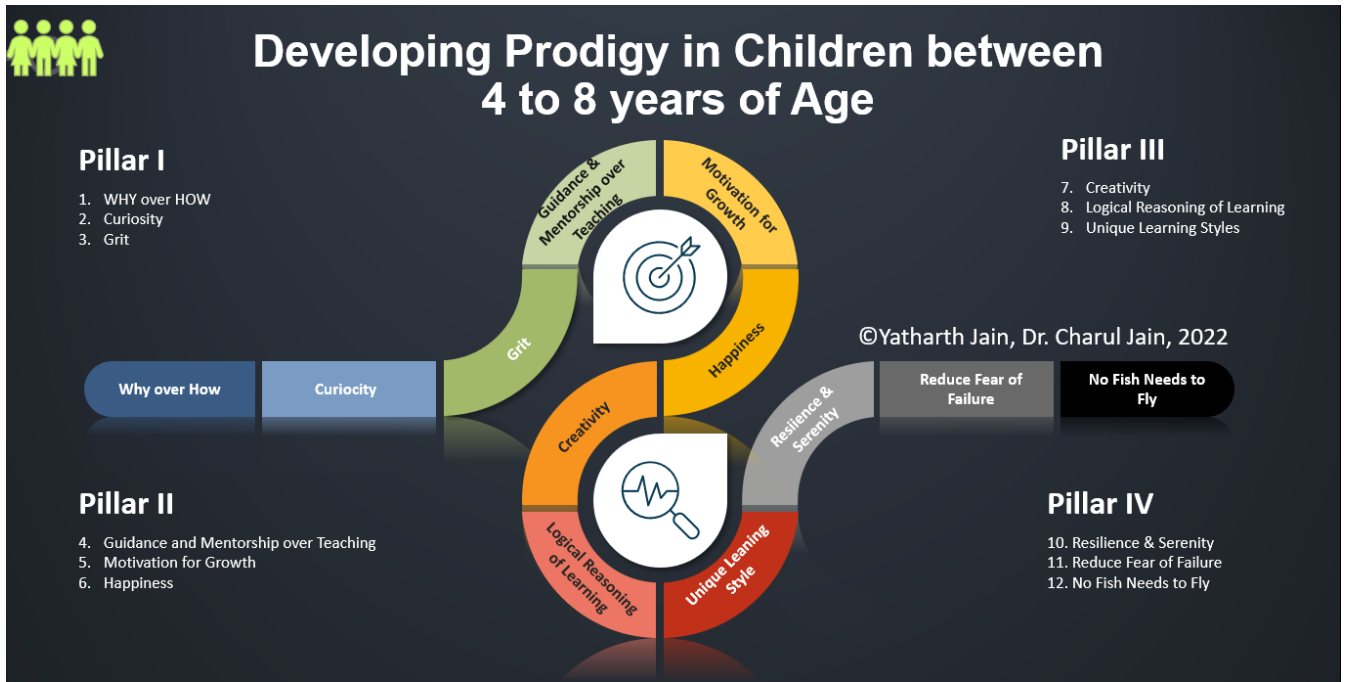 Developing Prodigy in Children between
4 to 8 years of Age
Pillar I
1. WHY over HOW
2. Curiosity
3. Grit
Pillar III
7. Creativity
8. Logical Reasoning of Learning
9. Unique Learning Styles
Guidance &
Mentorship over
Teaching
Motivation for
Growth
Grit
Happiness
©Yatharth Jain, Dr. Charul Jain, 2022
Why over How
Curiocity
Creativity
Resilience &
Serenity
Reduce Fear of
Failure
No Fish Needs to
Fly
Logical Reasoning
of Learning
Unique Leaning
Style
Pillar II
4. Guidance and Mentorship over Teaching
5. Motivation for Growth
6. Happiness
Pillar IV
10. Resilience & Serenity
11. Reduce Fear of Failure
12. No Fish Needs to Fly